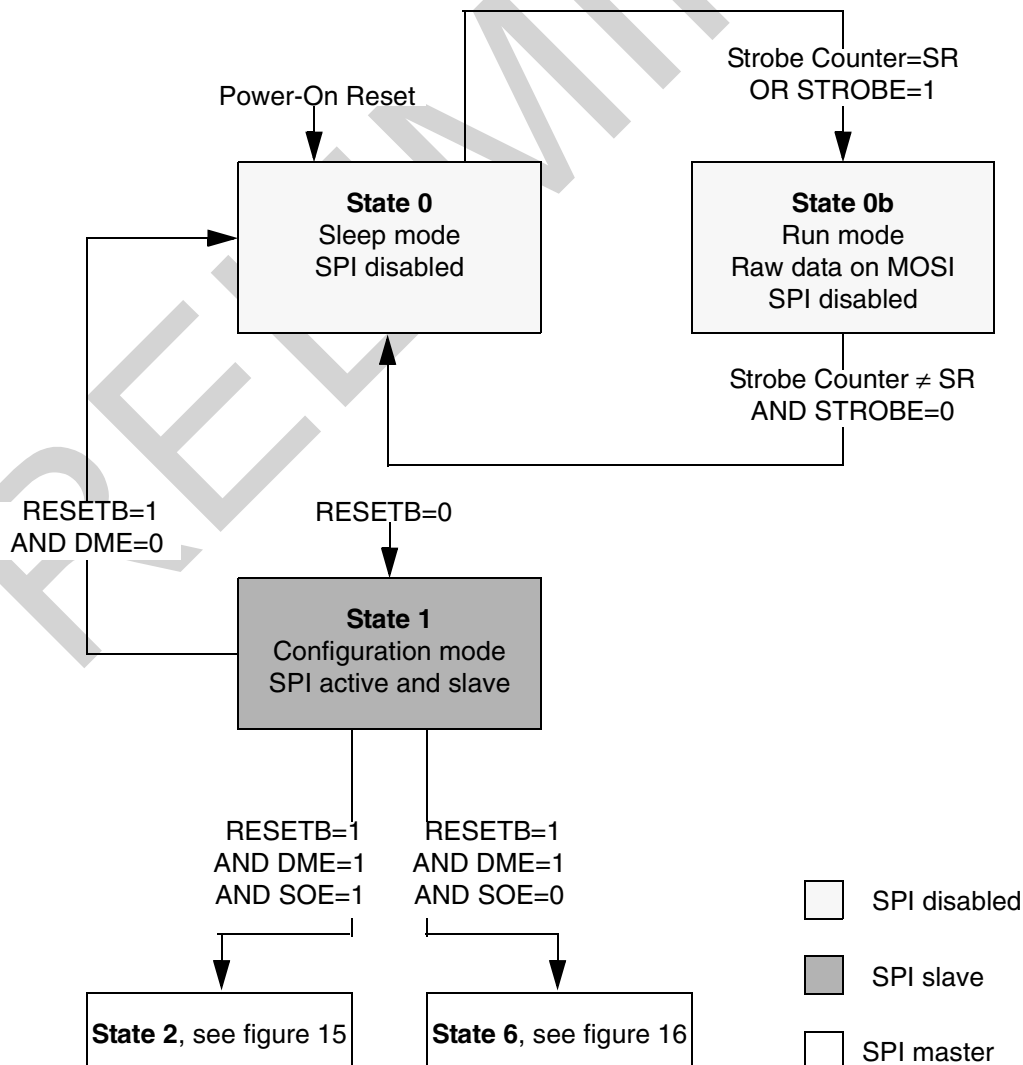 Strobe Counter=SR
OR STROBE=1
Power-On Reset
State 0
Sleep mode
SPI disabled
State 0b
Run mode
Raw data on MOSI
SPI disabled
Strobe Counter ≠ SR
AND STROBE=0
RESETB=1
AND DME=0
RESETB=0
State 1
Configuration mode
SPI active and slave
RESETB=1
AND DME=1
AND SOE=1
RESETB=1
AND DME=1
AND SOE=0
SPI disabled
SPI slave
SPI master
State 2, see figure 15
State 6, see figure 16